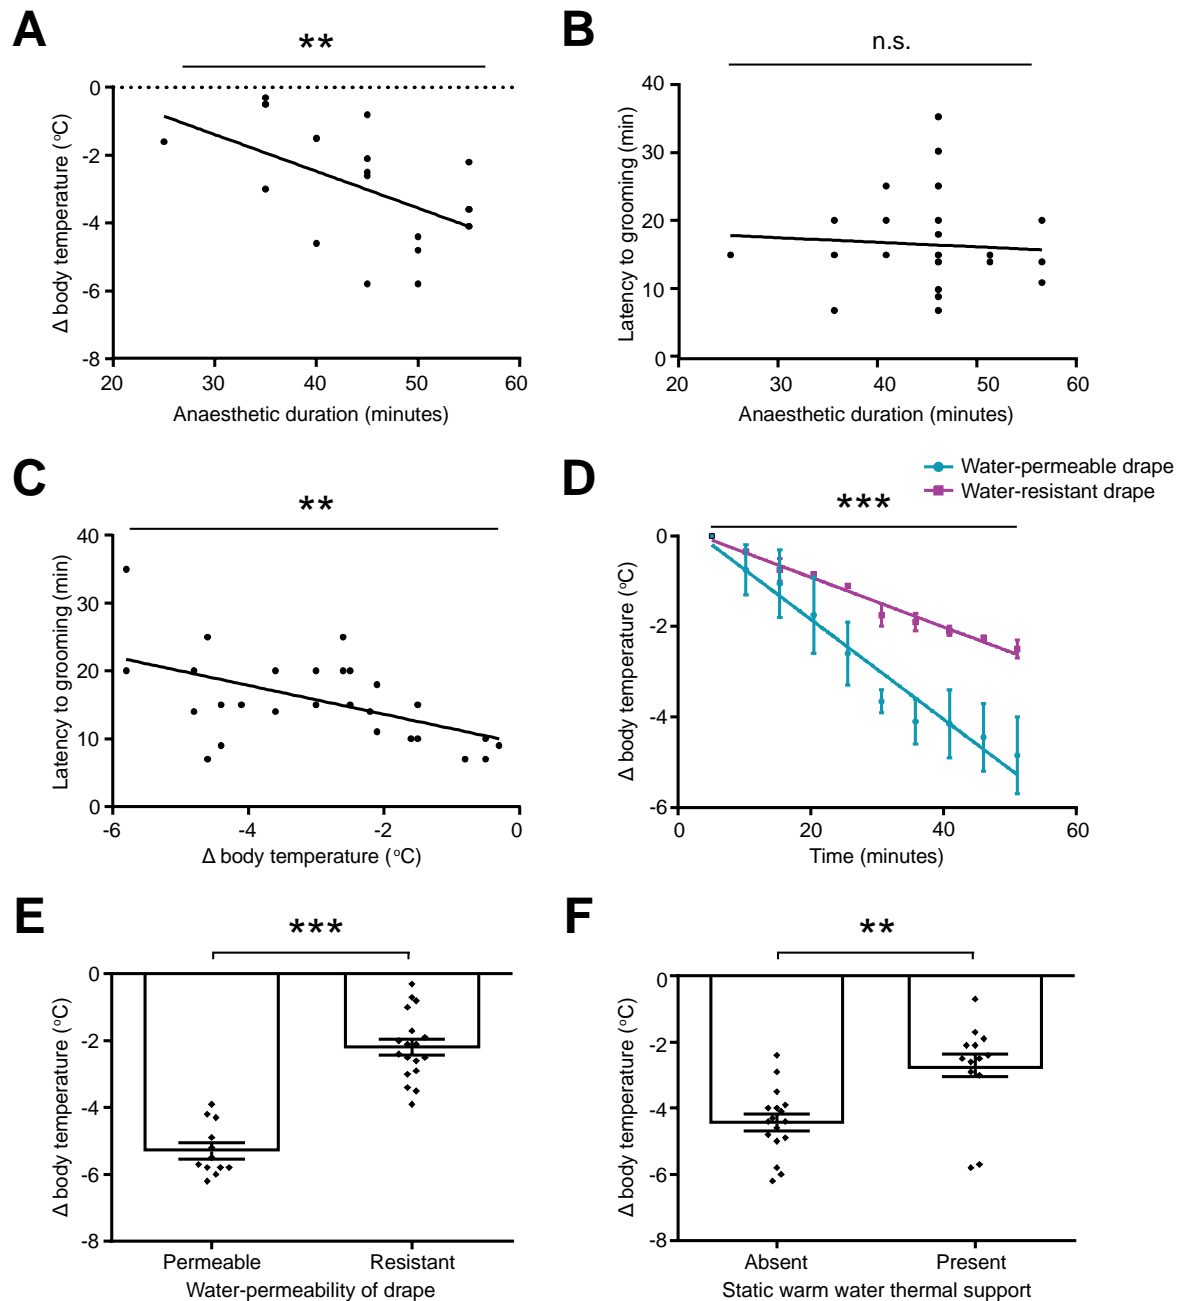 A
**
0
-2
-4
-6
-8
20 30 40 50 60
Δ body temperature (°C)
Anaesthetic duration (minutes)
B
n.s.
40
30
20
10
0
20 30 40 50 60
Latency to grooming (min)
Anaesthetic duration (minutes)
C
**
40
30
20
10
0
-6 -4 -2 0
Latency to grooming (min)
Δ body temperature (°C)
D
Water-permeable drape
Water-resistant drape
***
0
-2
-4
-6
0 20 40 60
Δ body temperature (°C)
Time (minutes)
E
***
0
-2
-4
-6
-8
Δ body temperature (°C)
Permeable Resistant
Water-permeability of drape
F
**
0
-2
-4
-6
-8
Δ body temperature (°C)
Absent Present
Static warm water thermal support